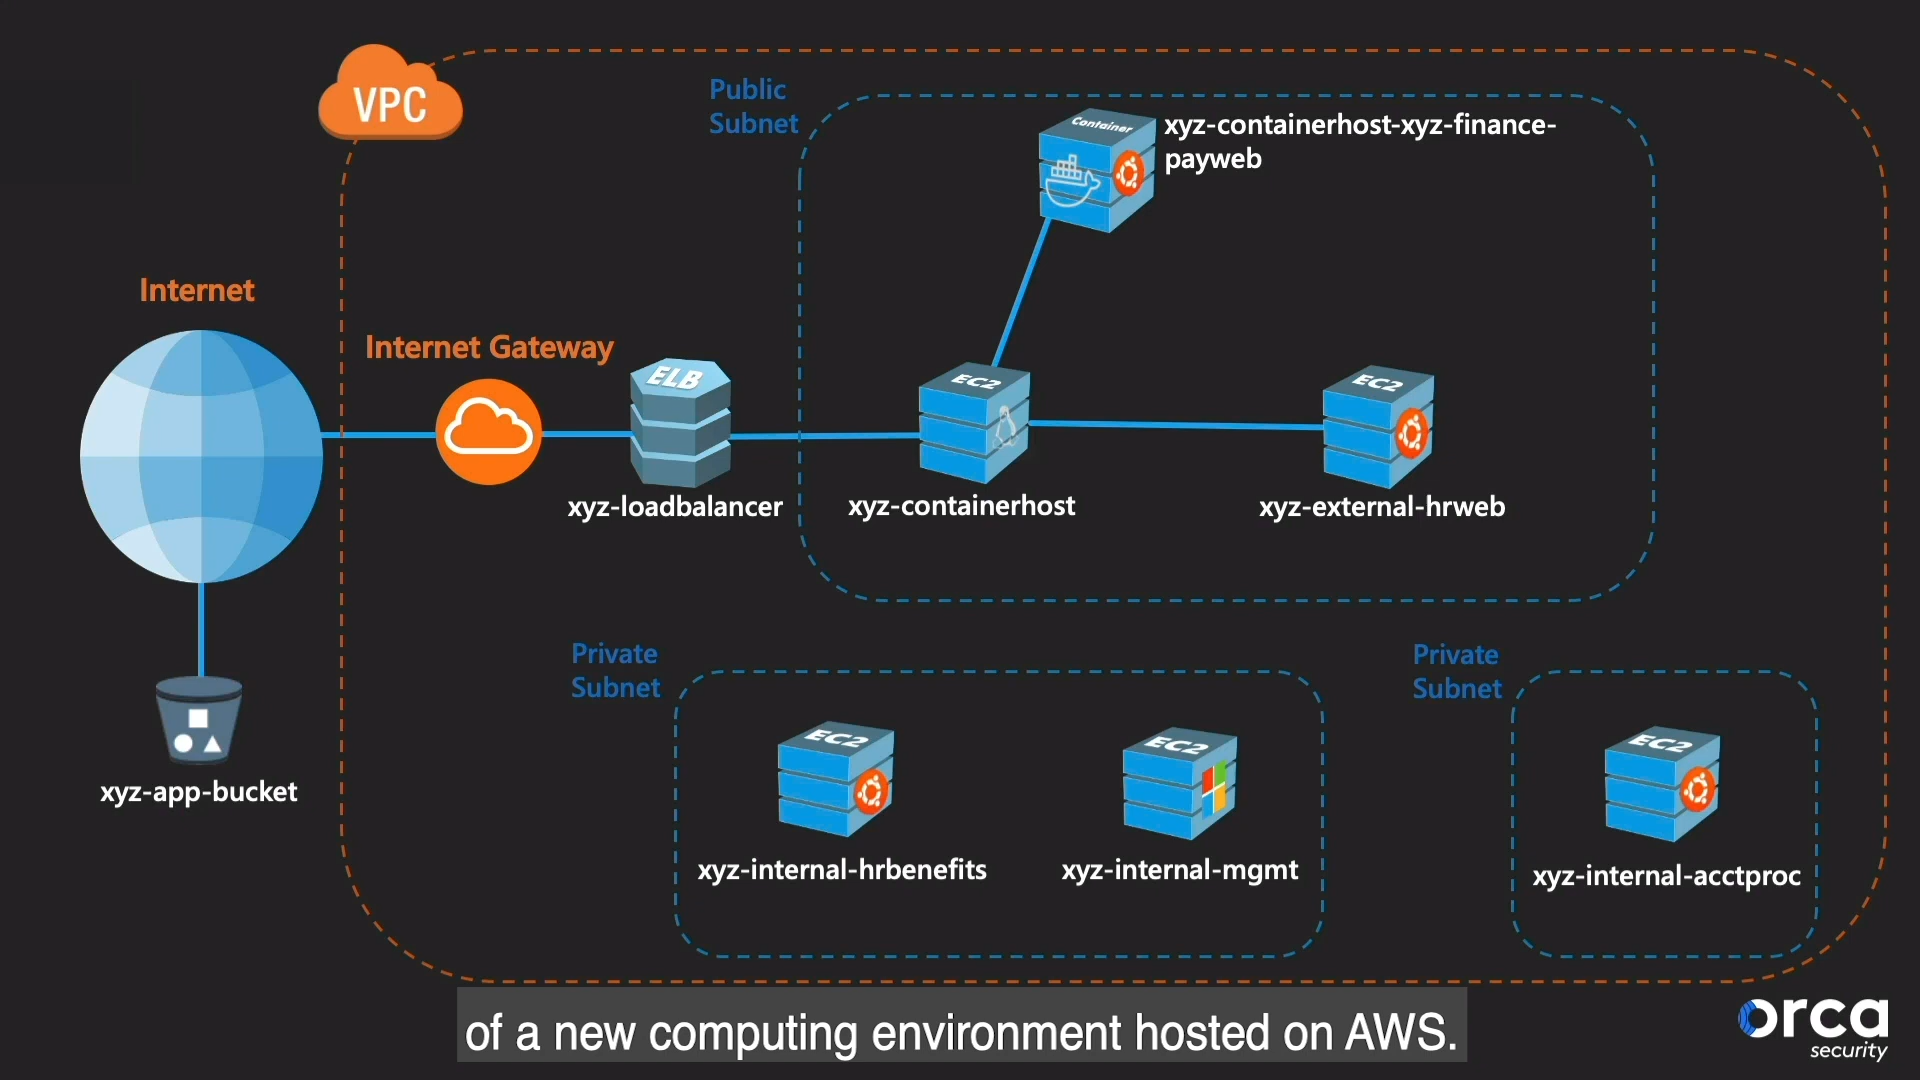 VPC
Public
Subnet
Container
xyz-containerhost-xyz-finance-
payweb
Internet
Internet Gateway
ELB
EC2
EC2
xyz-loadbalancer
xyz-containerhost
xyz-external-hrweb
Private
Subnet
Private
Subnet
EC2
EC2
EC2
xyz-app-bucket
xyz-internal-hrbenefits
xyz-internal-mgmt
xyz-internal-acctproc
of a new computing environment hosted on AWS.
orca
security